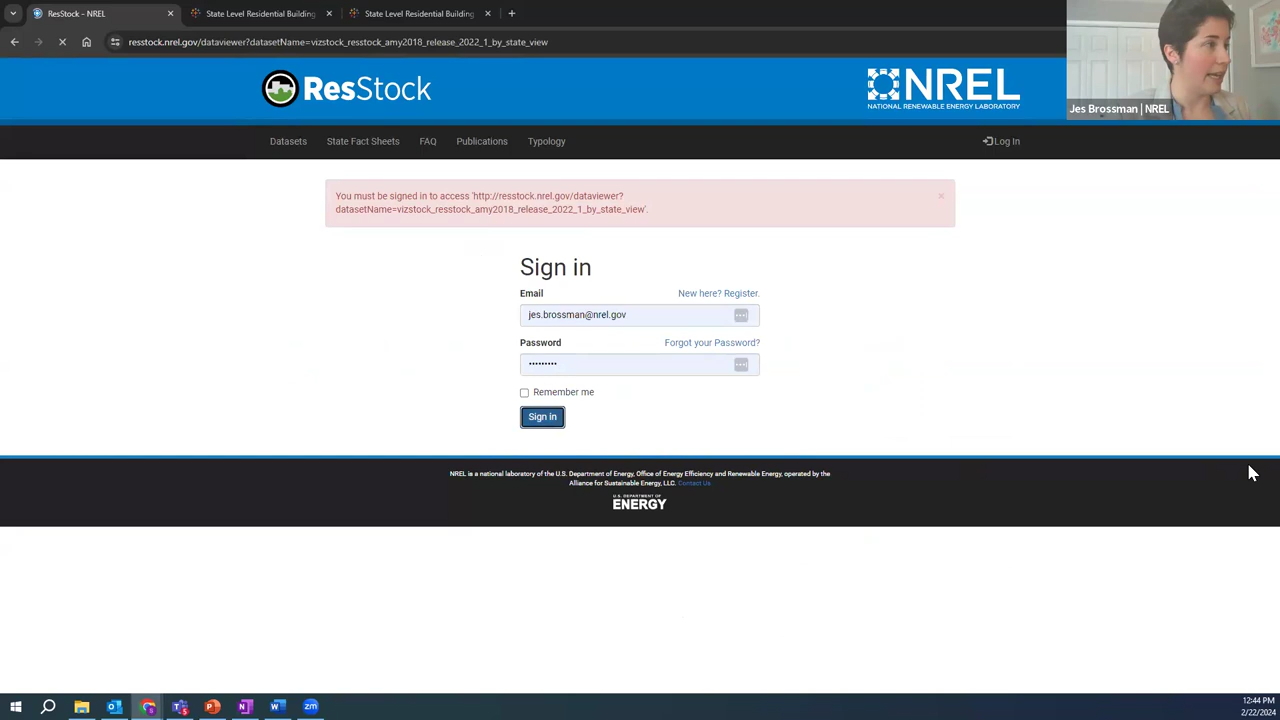 ResStock – NREL
State Level Residential Building
State Level Residential Building
resstock.nrel.gov/dataviewer?datasetName=vizstock_resstock_amy2018_release_2022_1_by_state_view
ResStock
NREL
NATIONAL RENEWABLE ENERGY LABORATORY
Jes Brossman | NREL
Datasets
State Fact Sheets
FAQ
Publications
Typology
Log In
You must be signed in to access 'http://resstock.nrel.gov/dataviewer?
datasetName=vizstock_resstock_amy2018_release_2022_1_by_state_view'.
Sign in
Email
New here? Register.
jes.brossman@nrel.gov
Password
Forgot your Password?
Remember me
Sign in
NREL is a national laboratory of the U.S. Department of Energy, Office of Energy Efficiency and Renewable Energy, operated by the
Alliance for Sustainable Energy, LLC. Contact Us
U.S. DEPARTMENT OF
ENERGY
12:44 PM
2/22/2024